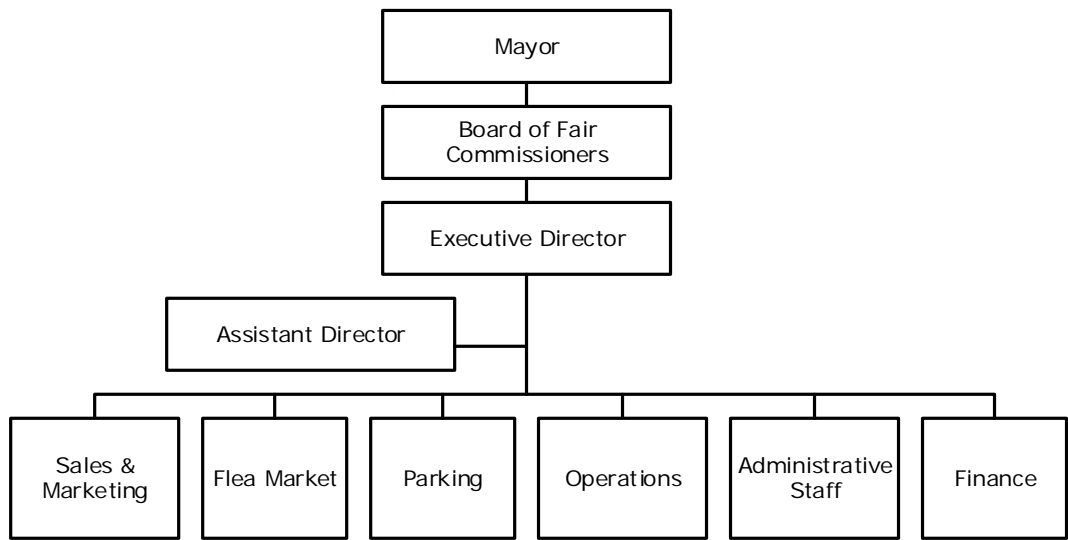 Mayor
Board of Fair
Commissioners
Executive Director
Assistant Director
Sales &
Marketing
Flea Market
Parking
Operations
Administrative
Staff
Finance